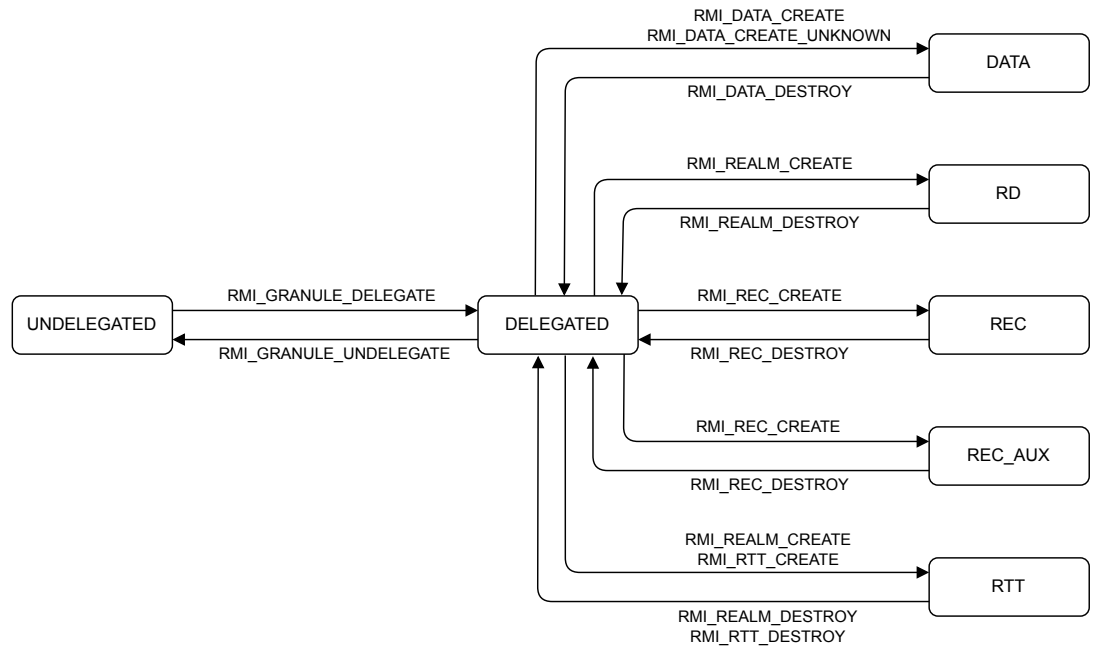 RMI_DATA_CREATE
RMI_DATA_CREATE_UNKNOWN
DATA
RMI_DATA_DESTROY
RMI_REALM_CREATE
RD
RMI_REALM_DESTROY
UNDELEGATED
RMI_GRANULE_DELEGATE
RMI_GRANULE_UNDELEGATE
DELEGATED
RMI_REC_CREATE
REC
RMI_REC_DESTROY
RMI_REC_CREATE
REC_AUX
RMI_REC_DESTROY
RMI_REALM_CREATE
RMI_RTT_CREATE
RTT
RMI_REALM_DESTROY
RMI_RTT_DESTROY